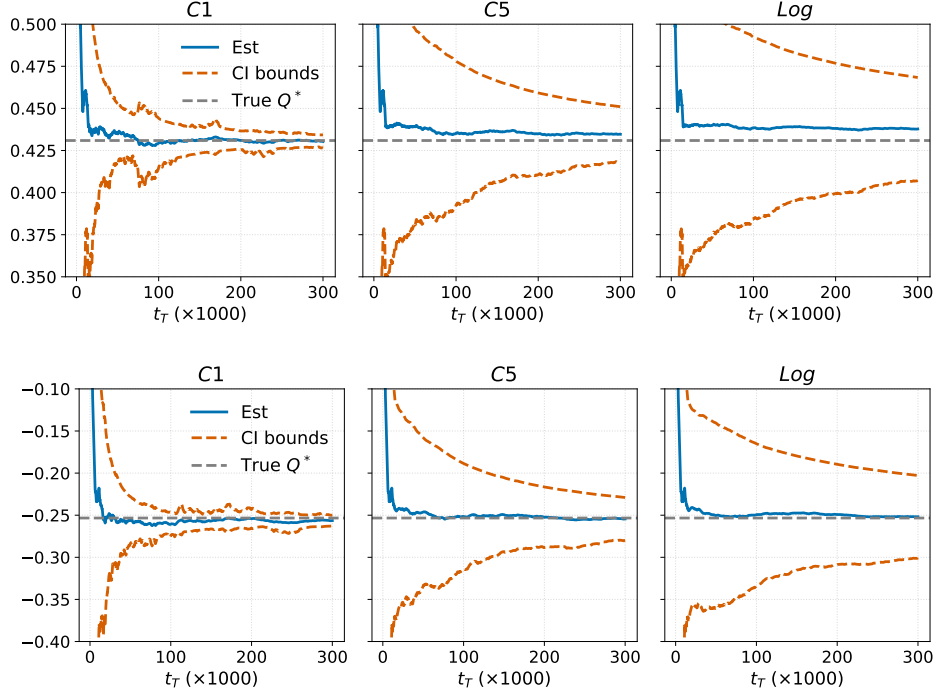 C1 C5 Log
0.500
0.475
0.450
0.425
0.400
0.375
0.350
Est
CI bounds
True Q*
0 100 200 300 0 100 200 300 0 100 200 300
t_T (×1000) t_T (×1000) t_T (×1000)
C1 C5 Log
−0.10
−0.15
−0.20
−0.25
−0.30
−0.35
−0.40
Est
CI bounds
True Q*
0 100 200 300 0 100 200 300 0 100 200 300
t_T (×1000) t_T (×1000) t_T (×1000)